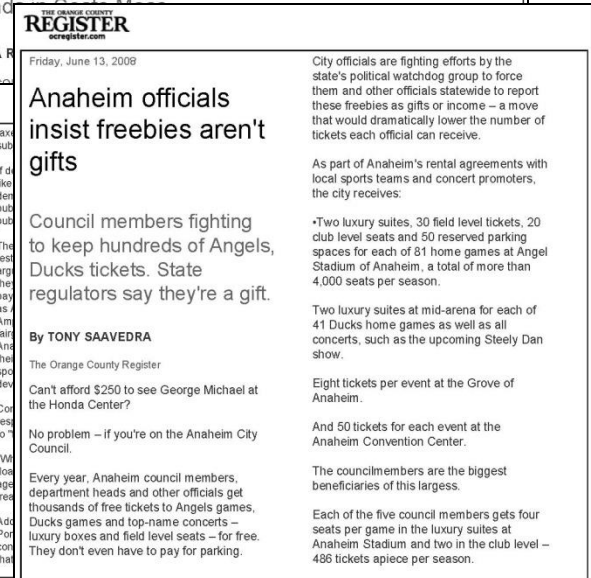 THE ORANGE COUNTY
REGISTER
ocregister.com
Friday, June 13, 2008
Anaheim officials
insist freebies aren't
gifts
Council members fighting
to keep hundreds of Angels,
Ducks tickets. State
regulators say they're a gift.
By TONY SAAVEDRA
The Orange County Register
Can't afford $250 to see George Michael at
the Honda Center?
No problem – if you're on the Anaheim City
Council.
Every year, Anaheim council members,
department heads and other officials get
thousands of free tickets to Angels games,
Ducks games and top-name concerts –
luxury boxes and field level seats – for free.
They don't even have to pay for parking.
City officials are fighting efforts by the
state's political watchdog group to force
them and other officials statewide to report
these freebies as gifts or income – a move
that would dramatically lower the number of
tickets each official can receive.
As part of Anaheim's rental agreements with
local sports teams and concert promoters,
the city receives:
•Two luxury suites, 30 field level tickets, 20
club level seats and 50 reserved parking
spaces for each of 81 home games at Angel
Stadium of Anaheim, a total of more than
4,000 seats per season.
Two luxury suites at mid-arena for each of
41 Ducks home games as well as all
concerts, such as the upcoming Steely Dan
show.
Eight tickets per event at the Grove of
Anaheim.
And 50 tickets for each event at the
Anaheim Convention Center.
The councilmembers are the biggest
beneficiaries of this largess.
Each of the five council members gets four
seats per game in the luxury suites at
Anaheim Stadium and two in the club level –
486 tickets apiece per season.